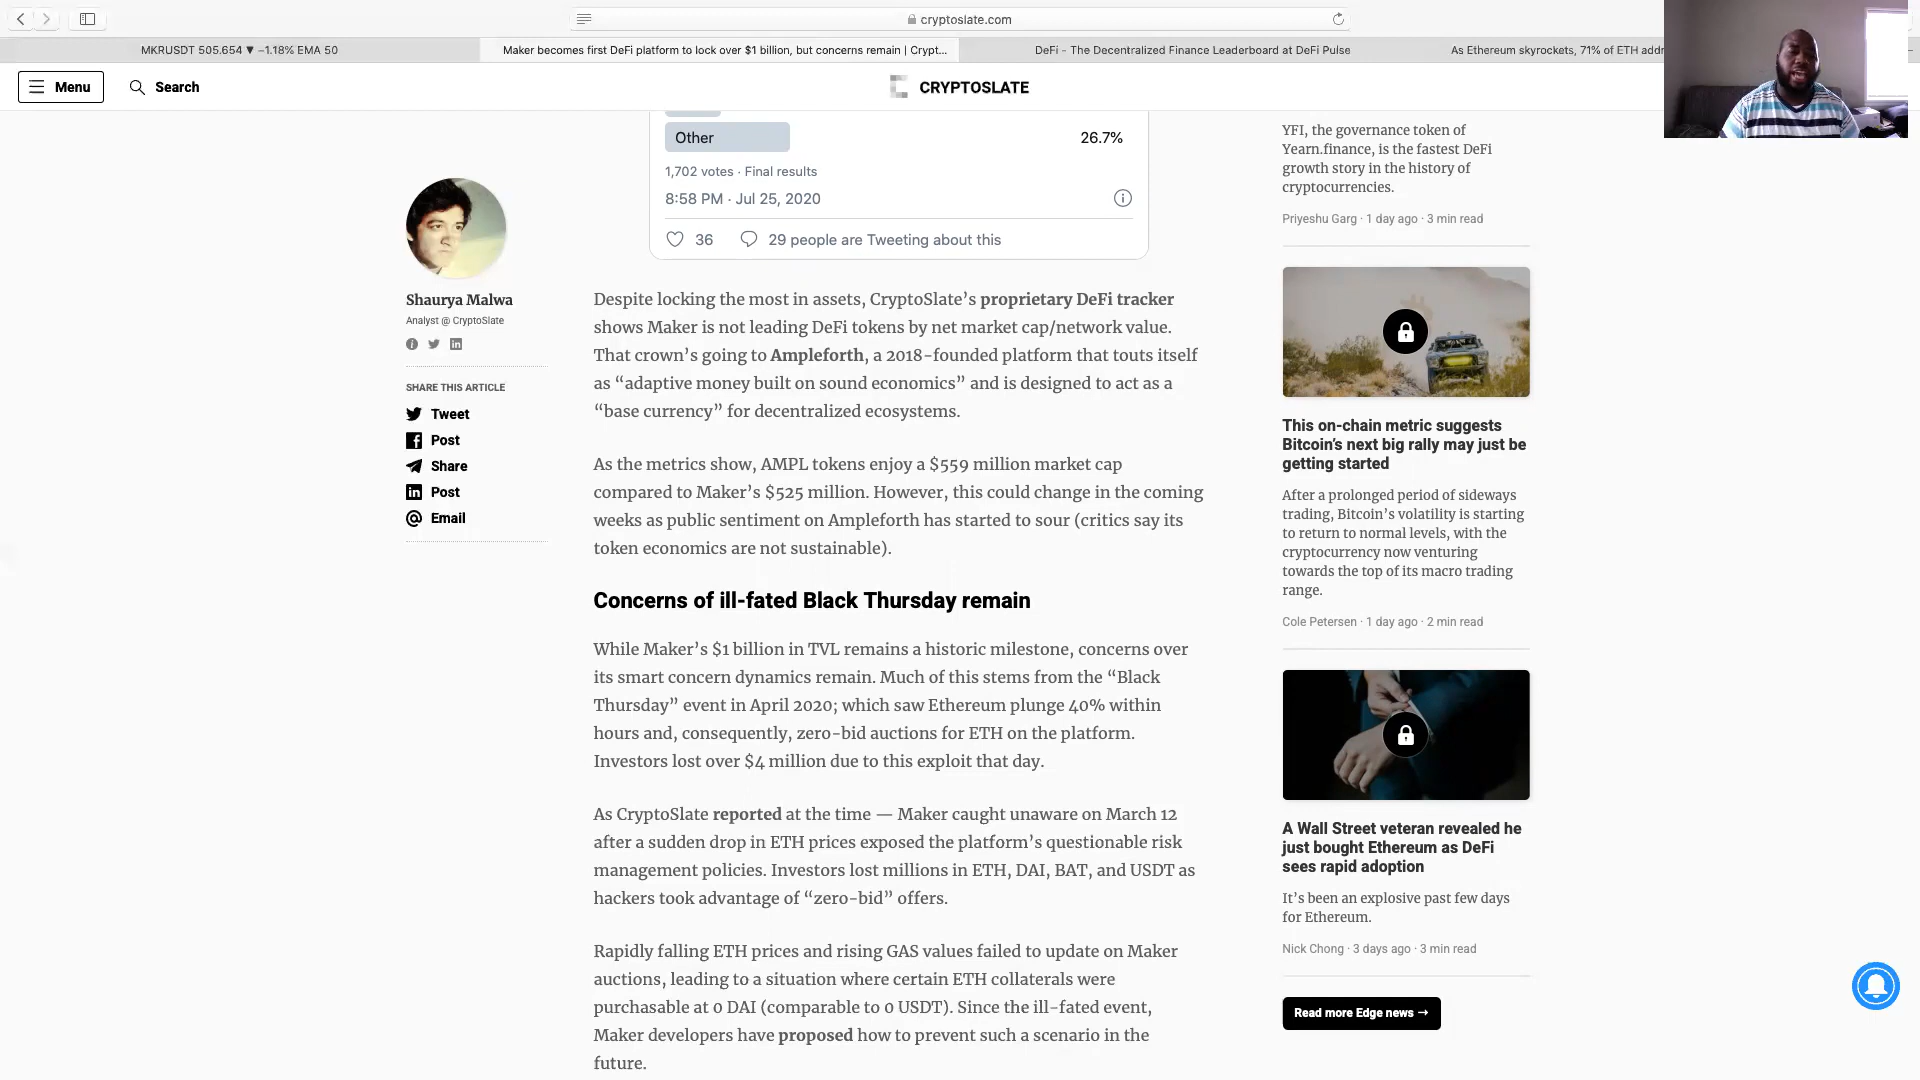 cryptoslate.com
MKRUSDT 505.654 ▼ −1.18% EMA 50
Maker becomes first DeFi platform to lock over $1 billion, but concerns remain | Crypt...
DeFi - The Decentralized Finance Leaderboard at DeFi Pulse
As Ethereum skyrockets, 71% of ETH addr
Menu
Search
CRYPTOSLATE
Other
26.7%
1,702 votes · Final results
8:58 PM · Jul 25, 2020
36
29 people are Tweeting about this
Shaurya Malwa
Analyst @ CryptoSlate
SHARE THIS ARTICLE
Tweet
Post
Share
Post
Email
Despite locking the most in assets, CryptoSlate’s proprietary DeFi tracker
shows Maker is not leading DeFi tokens by net market cap/network value.
That crown’s going to Ampleforth, a 2018-founded platform that touts itself
as “adaptive money built on sound economics” and is designed to act as a
“base currency” for decentralized ecosystems.
As the metrics show, AMPL tokens enjoy a $559 million market cap
compared to Maker’s $525 million. However, this could change in the coming
weeks as public sentiment on Ampleforth has started to sour (critics say its
token economics are not sustainable).
Concerns of ill-fated Black Thursday remain
While Maker’s $1 billion in TVL remains a historic milestone, concerns over
its smart concern dynamics remain. Much of this stems from the “Black
Thursday” event in April 2020; which saw Ethereum plunge 40% within
hours and, consequently, zero-bid auctions for ETH on the platform.
Investors lost over $4 million due to this exploit that day.
As CryptoSlate reported at the time — Maker caught unaware on March 12
after a sudden drop in ETH prices exposed the platform’s questionable risk
management policies. Investors lost millions in ETH, DAI, BAT, and USDT as
hackers took advantage of “zero-bid” offers.
Rapidly falling ETH prices and rising GAS values failed to update on Maker
auctions, leading to a situation where certain ETH collaterals were
purchasable at 0 DAI (comparable to 0 USDT). Since the ill-fated event,
Maker developers have proposed how to prevent such a scenario in the
future.
YFI, the governance token of
Yearn.finance, is the fastest DeFi
growth story in the history of
cryptocurrencies.
Priyeshu Garg · 1 day ago · 3 min read
This on-chain metric suggests
Bitcoin’s next big rally may just be
getting started
After a prolonged period of sideways
trading, Bitcoin’s volatility is starting
to return to normal levels, with the
cryptocurrency now venturing
towards the top of its macro trading
range.
Cole Petersen · 1 day ago · 2 min read
A Wall Street veteran revealed he
just bought Ethereum as DeFi
sees rapid adoption
It’s been an explosive past few days
for Ethereum.
Nick Chong · 3 days ago · 3 min read
Read more Edge news →